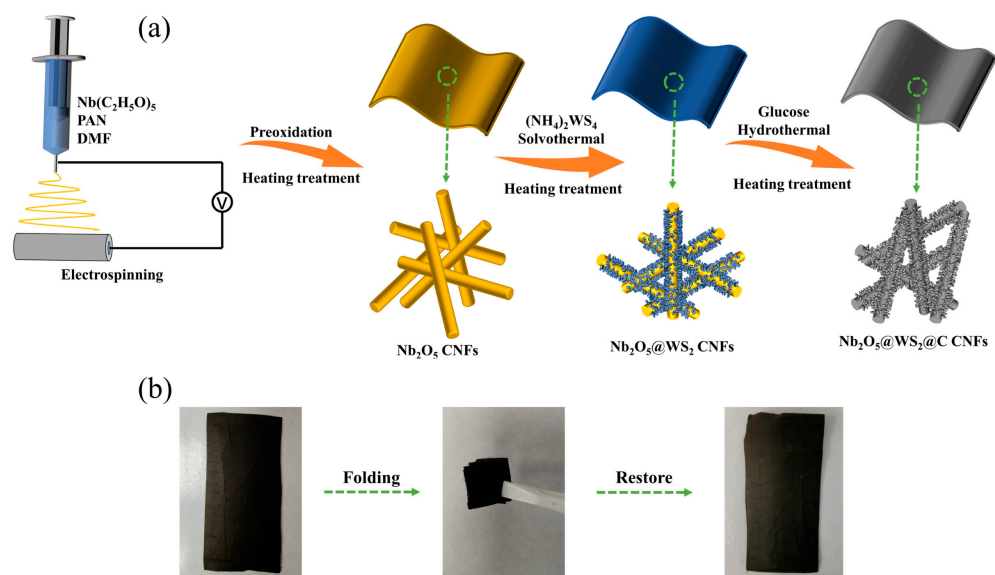 (a)
Nb(C₂H₅O)₅
PAN
DMF
V
Electrospinning
Preoxidation
Heating treatment
(NH₄)₂WS₄
Solvothermal
Heating treatment
Glucose
Hydrothermal
Heating treatment
Nb₂O₅ CNFs
Nb₂O₅@WS₂ CNFs
Nb₂O₅@WS₂@C CNFs
(b)
Folding
Restore